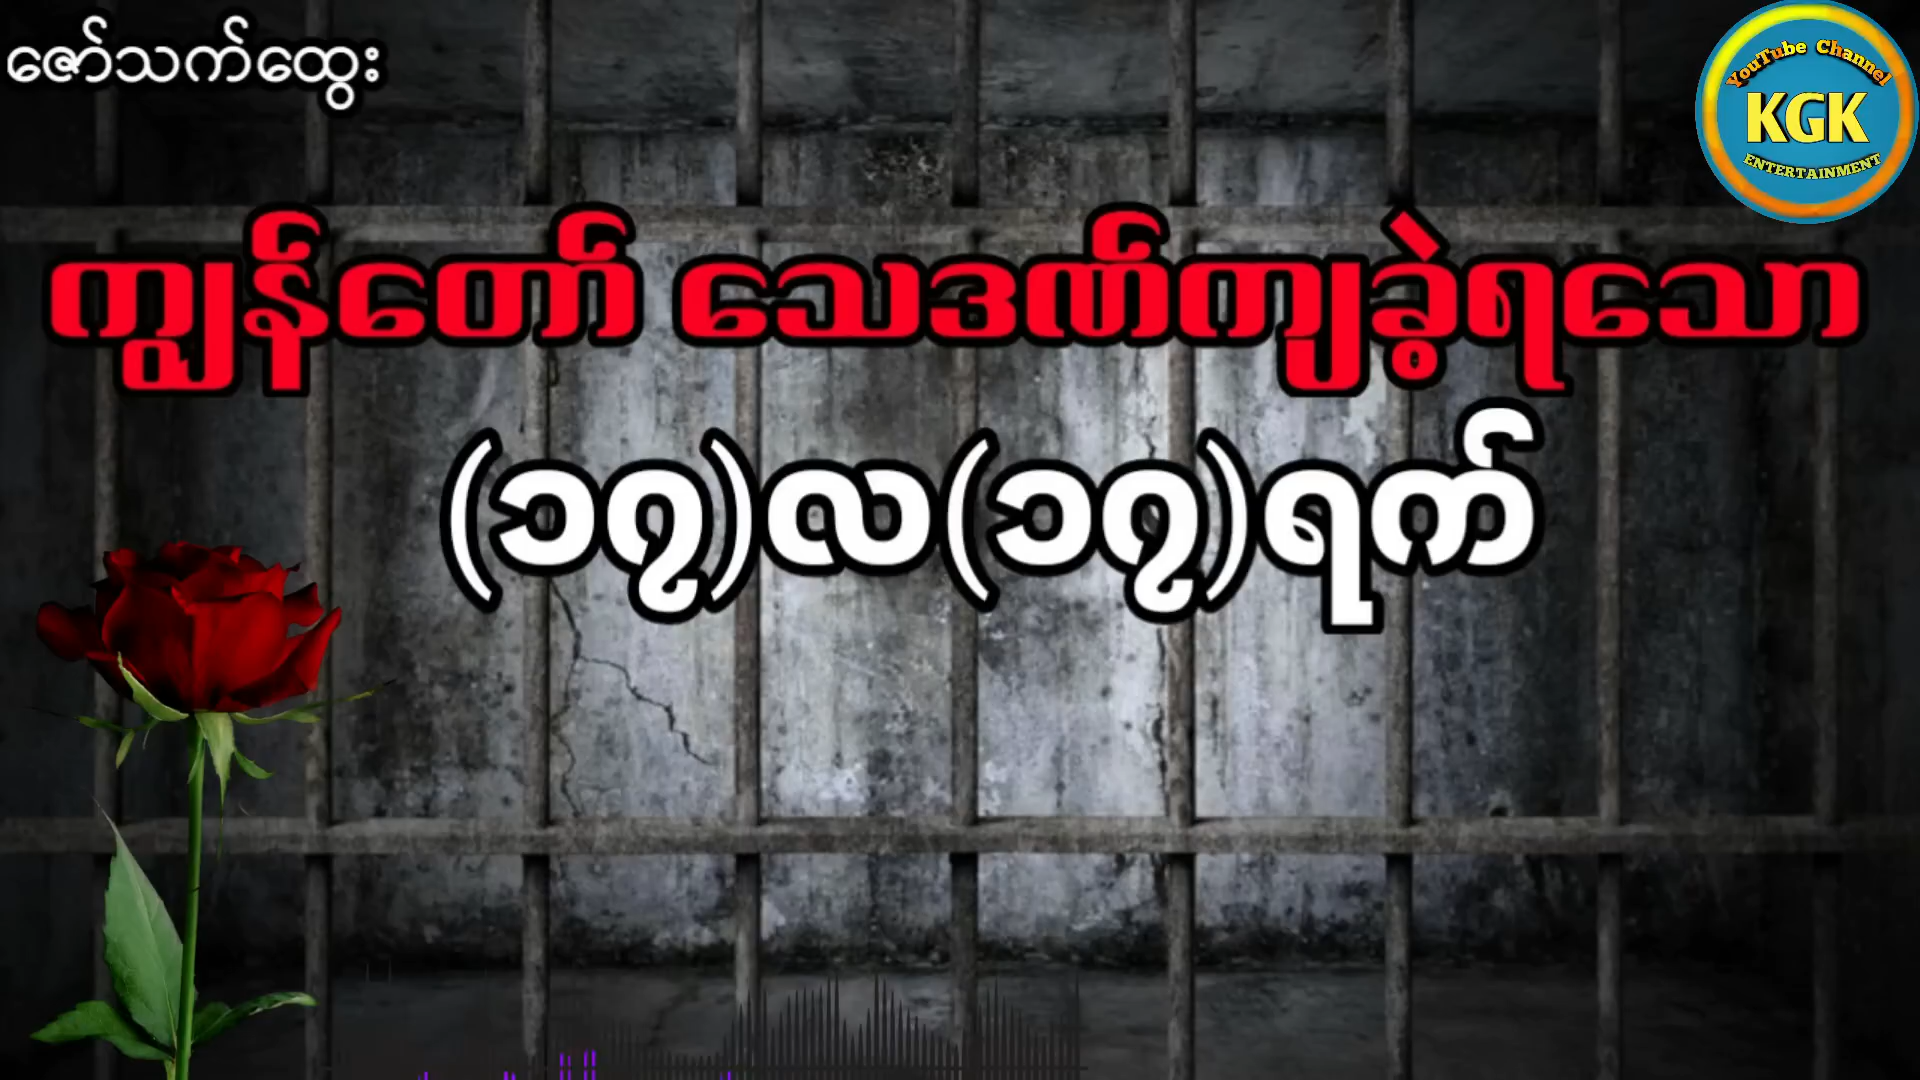 ဇော်သက်ထွေး
YouTube Channel
KGK
ENTERTAINMENT
ကျွန်တော် သေဒဏ်ကျခဲ့ရသော
(၁၇)လ(၁၇)ရက်